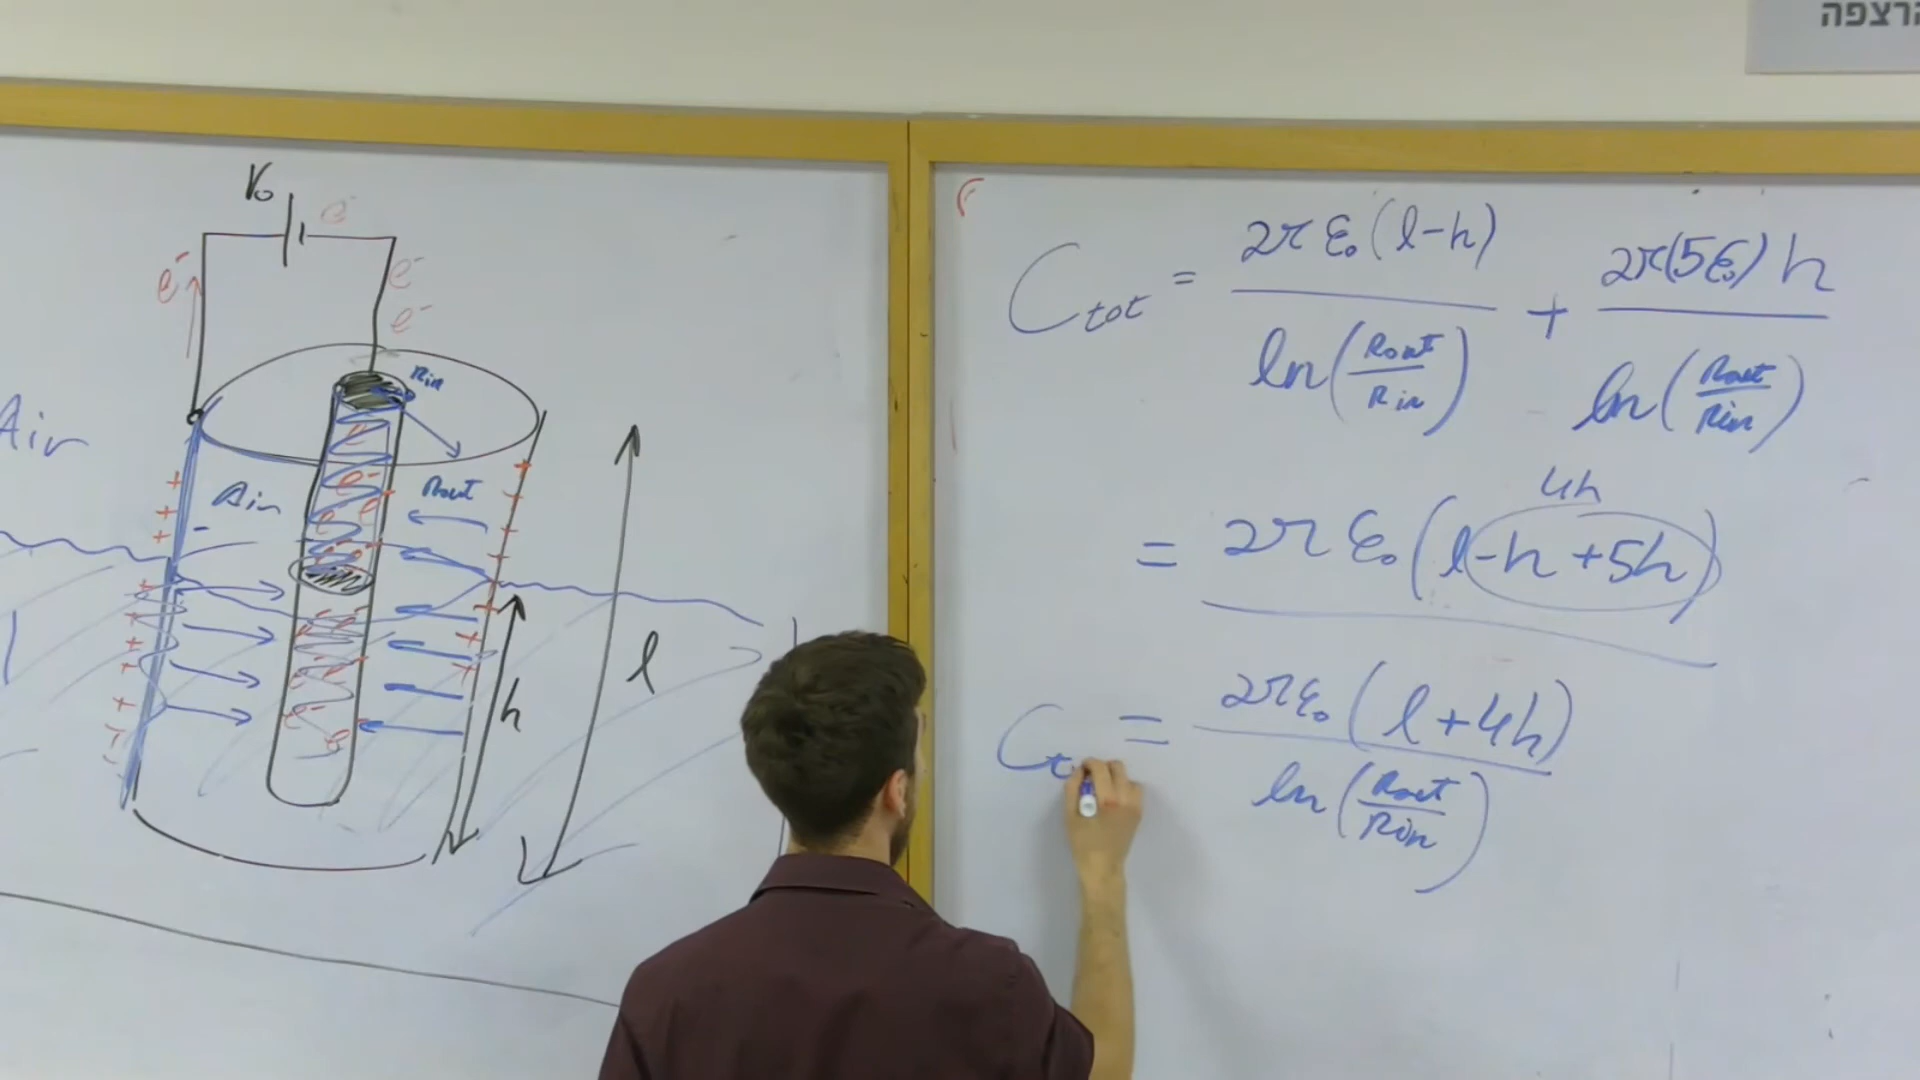 הרצפה
V₀
e⁻
e⁻
e⁻
e⁻
Rin
Air
Air
Rout
l
h
C_tot = 2πε₀(l-h) / ln(Rout/Rin) + 2π(5ε₀)h / ln(Rout/Rin)
4h
= 2πε₀(l-h+5h)
C_t = 2πε₀(l+4h) / ln(Rout/Rin)